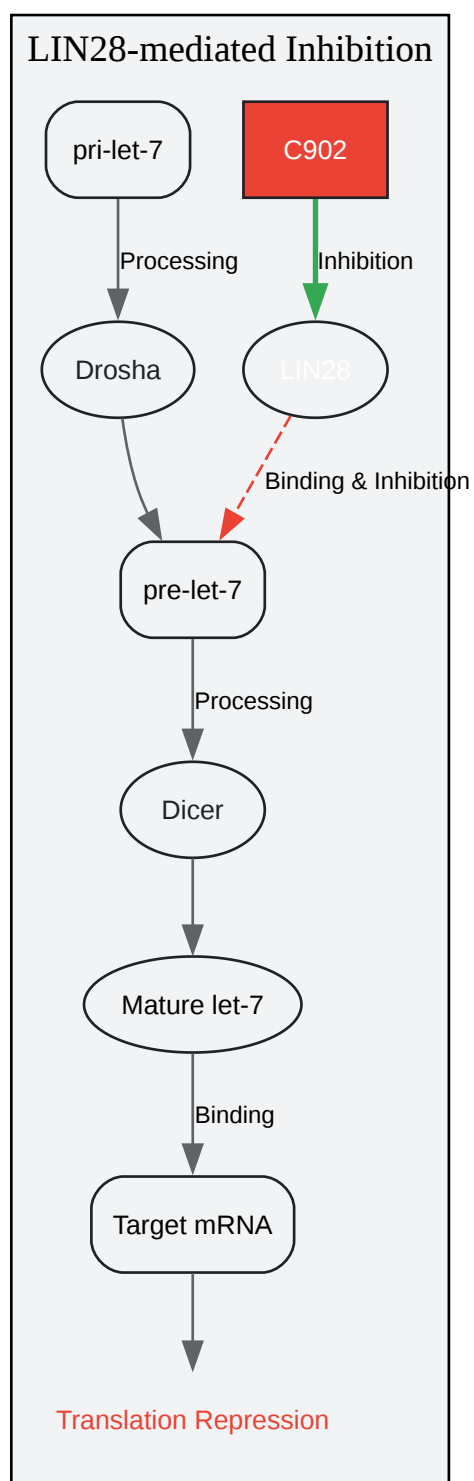 LIN28-mediated Inhibition
pri-let-7
C902
Processing
Inhibition
Drosha
LIN28
Binding & Inhibition
pre-let-7
Processing
Dicer
Mature let-7
Binding
Target mRNA
Translation Repression